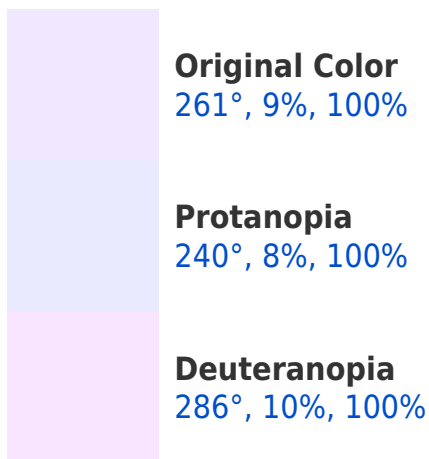 Original Color
261°, 9%, 100%
Protanopia
240°, 8%, 100%
Deuteranopia
286°, 10%, 100%